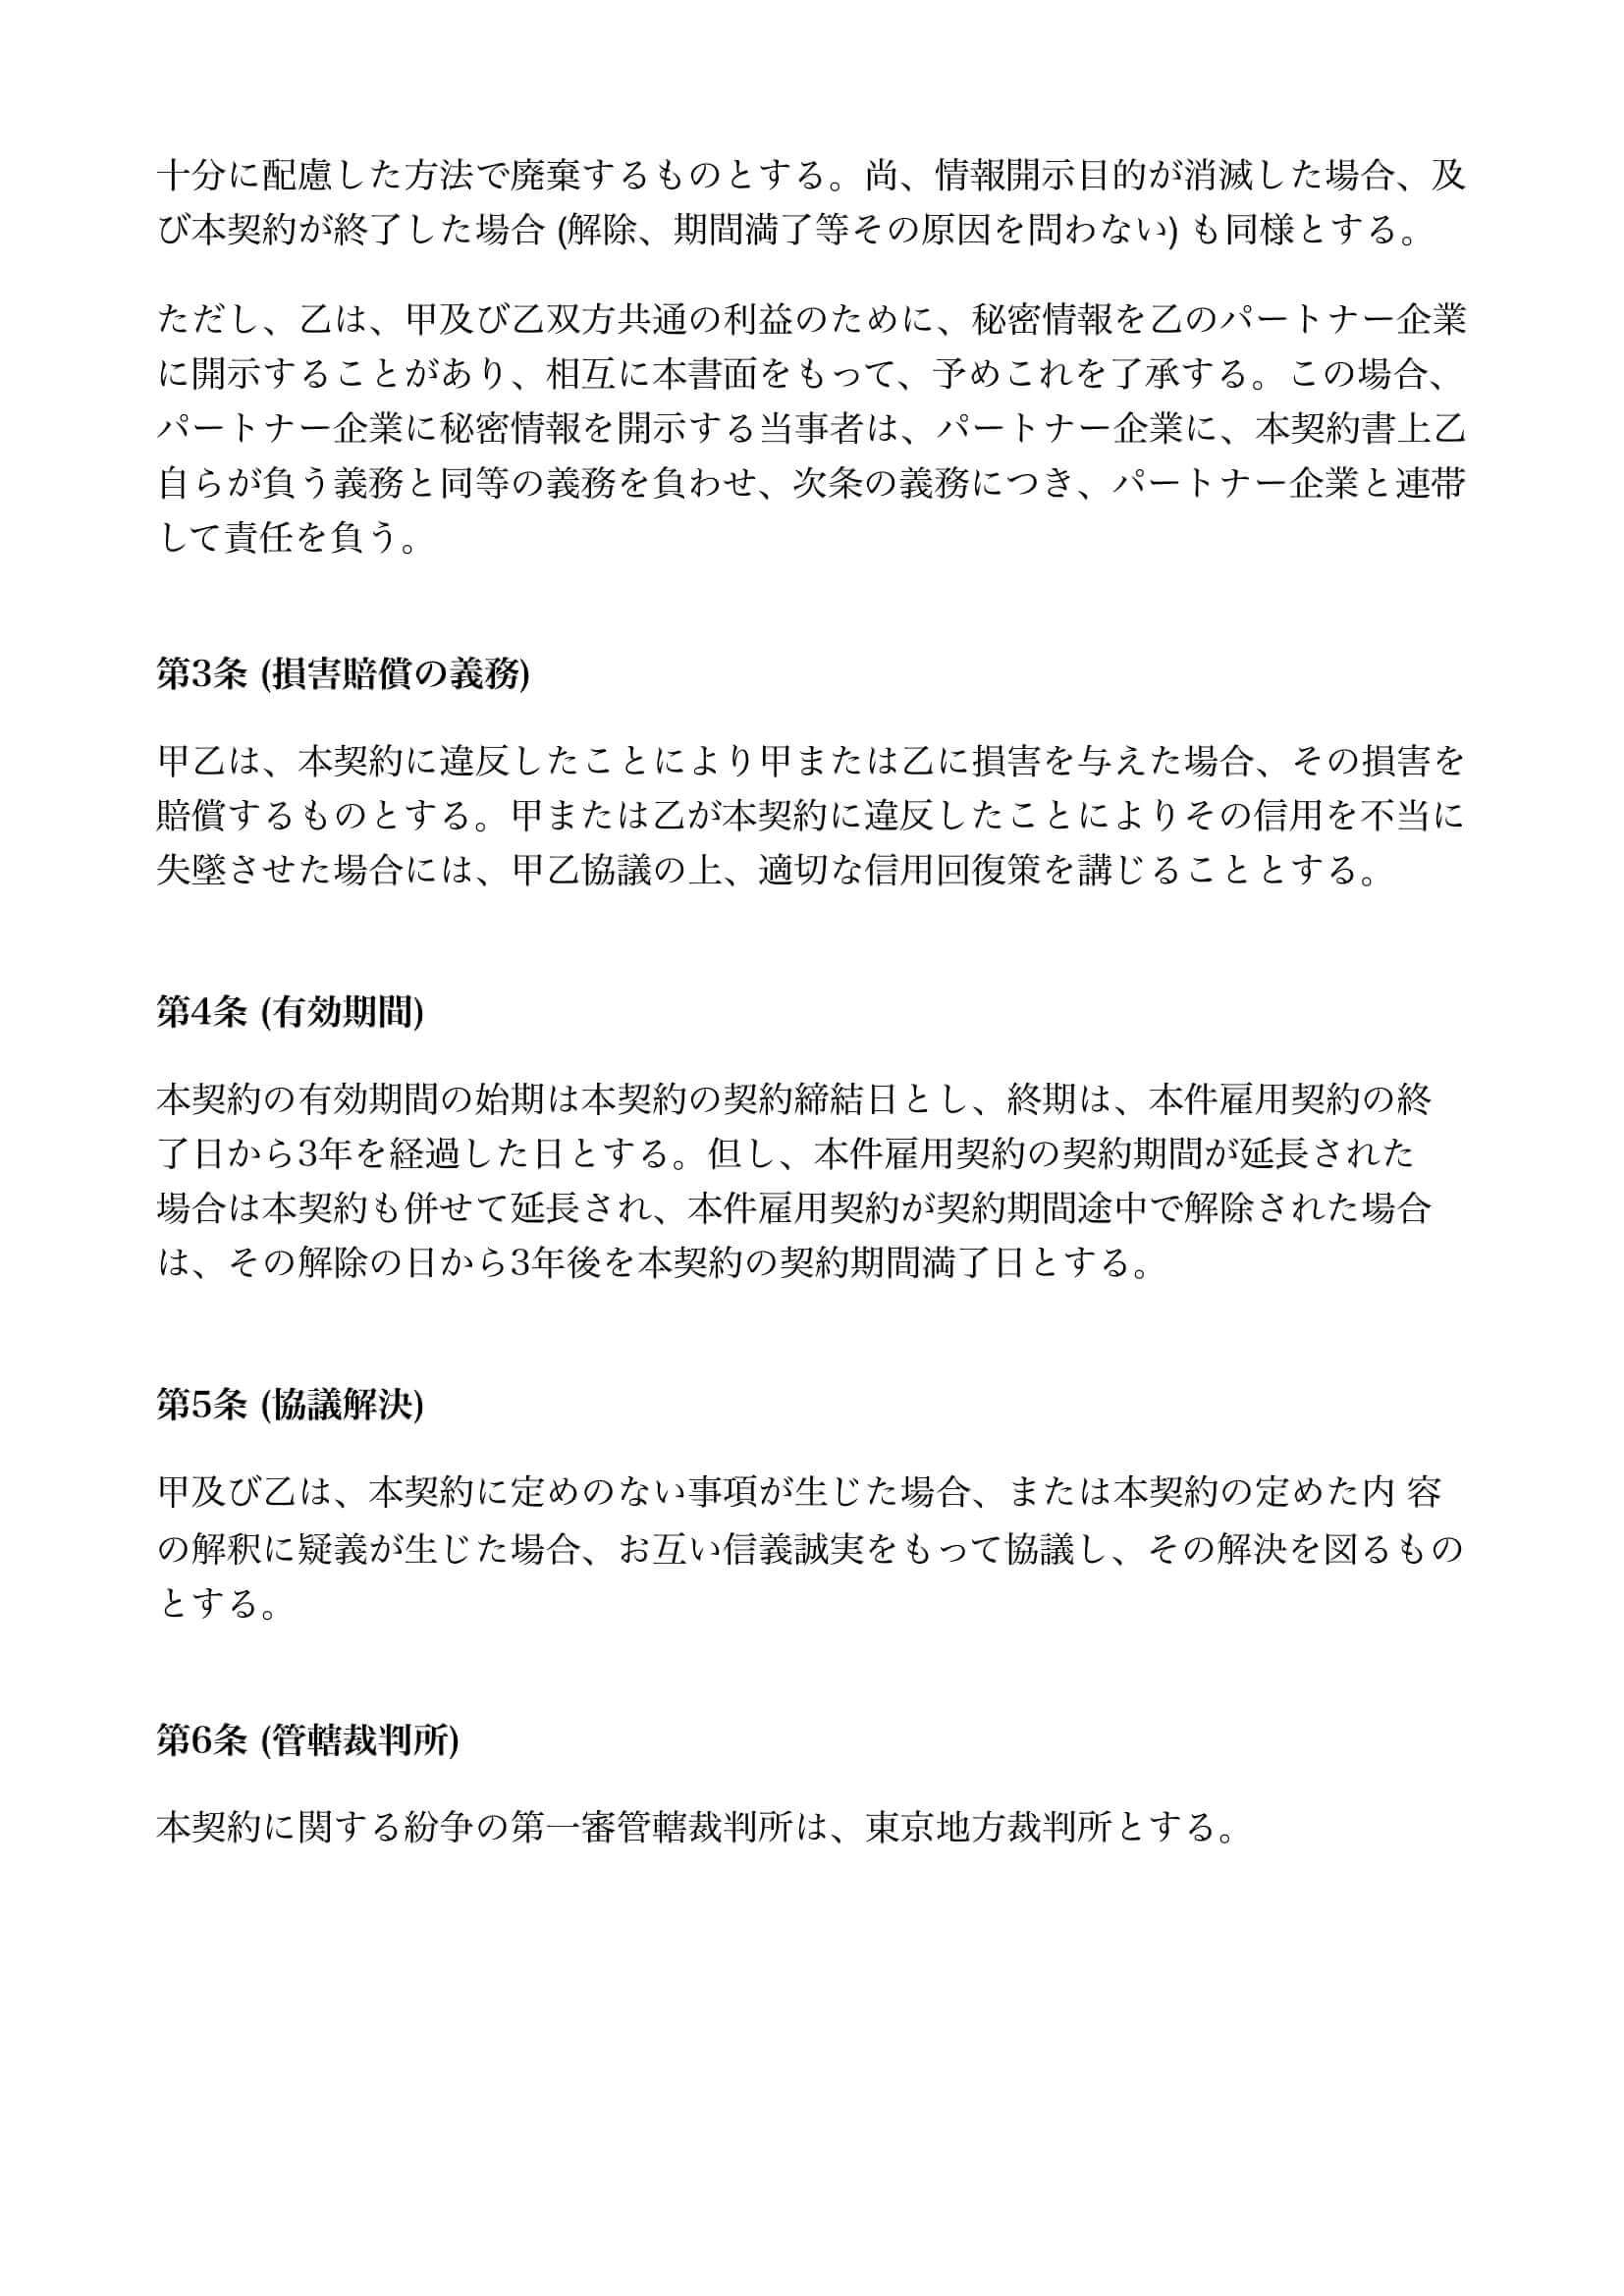 十分に配慮した方法で廃棄するものとする。尚、情報開示目的が消滅した場合、及
び本契約が終了した場合 (解除、期間満了等その原因を問わない) も同様とする。
ただし、乙は、甲及び乙双方共通の利益のために、秘密情報を乙のパートナー企業
に開示することがあり、相互に本書面をもって、予めこれを了承する。この場合、
パートナー企業に秘密情報を開示する当事者は、パートナー企業に、本契約書上乙
自らが負う義務と同等の義務を負わせ、次条の義務につき、パートナー企業と連帯
して責任を負う。
第3条 (損害賠償の義務)
甲乙は、本契約に違反したことにより甲または乙に損害を与えた場合、その損害を
賠償するものとする。甲または乙が本契約に違反したことによりその信用を不当に
失墜させた場合には、甲乙協議の上、適切な信用回復策を講じることとする。
第4条 (有効期間)
本契約の有効期間の始期は本契約の契約締結日とし、終期は、本件雇用契約の終
了日から3年を経過した日とする。但し、本件雇用契約の契約期間が延長された
場合は本契約も併せて延長され、本件雇用契約が契約期間途中で解除された場合
は、その解除の日から3年後を本契約の契約期間満了日とする。
第5条 (協議解決)
甲及び乙は、本契約に定めのない事項が生じた場合、または本契約の定めた内 容
の解釈に疑義が生じた場合、お互い信義誠実をもって協議し、その解決を図るもの
とする。
第6条 (管轄裁判所)
本契約に関する紛争の第一審管轄裁判所は、東京地方裁判所とする。